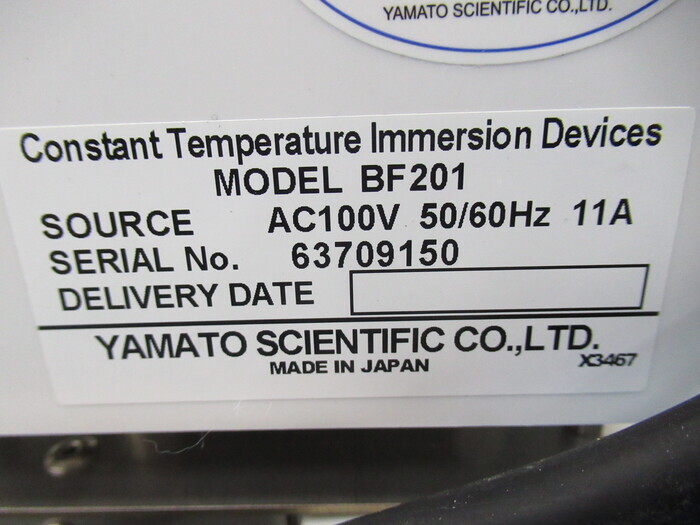 YAMATO SCIENTIFIC CO.,LTD.
Constant Temperature Immersion Devices
MODEL BF201
SOURCE AC100V 50/60Hz 11A
SERIAL No. 63709150
DELIVERY DATE
YAMATO SCIENTIFIC CO.,LTD.
MADE IN JAPAN X3467